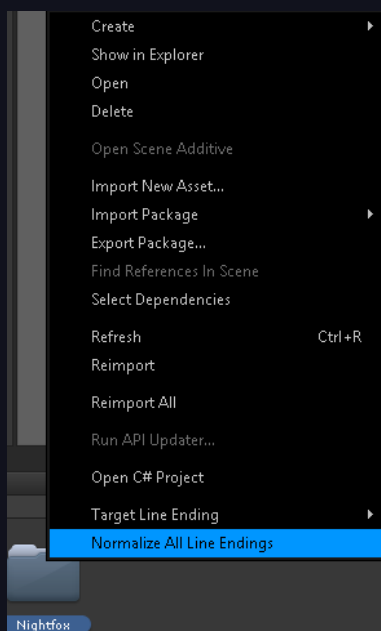 Create
Show in Explorer
Open
Delete
Open Scene Additive
Import New Asset...
Import Package
Export Package...
Find References In Scene
Select Dependencies
Refresh Ctrl+R
Reimport
Reimport All
Run API Updater...
Open C# Project
Target Line Ending
Normalize All Line Endings
Nightfox